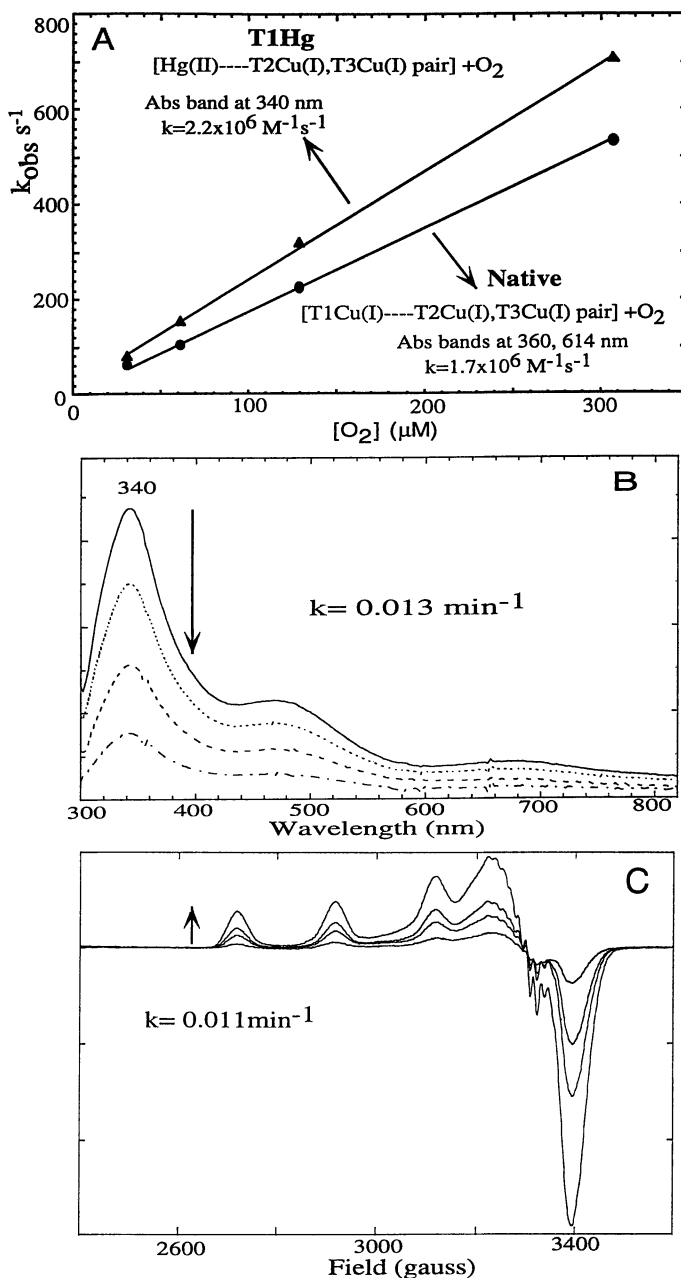 A
800
600
400
200
0
kobs s-1
T1Hg
[Hg(II)----T2Cu(I),T3Cu(I) pair] +O2
Abs band at 340 nm
k=2.2x10^6 M-1s-1
Native
[T1Cu(I)----T2Cu(I),T3Cu(I) pair] +O2
Abs bands at 360, 614 nm
k=1.7x10^6 M-1s-1
0 100 200 300
[O2] (μM)
B
340
k= 0.013 min-1
300 400 500 600 700 800
Wavelength (nm)
C
k= 0.011min-1
2600 3000 3400
Field (gauss)